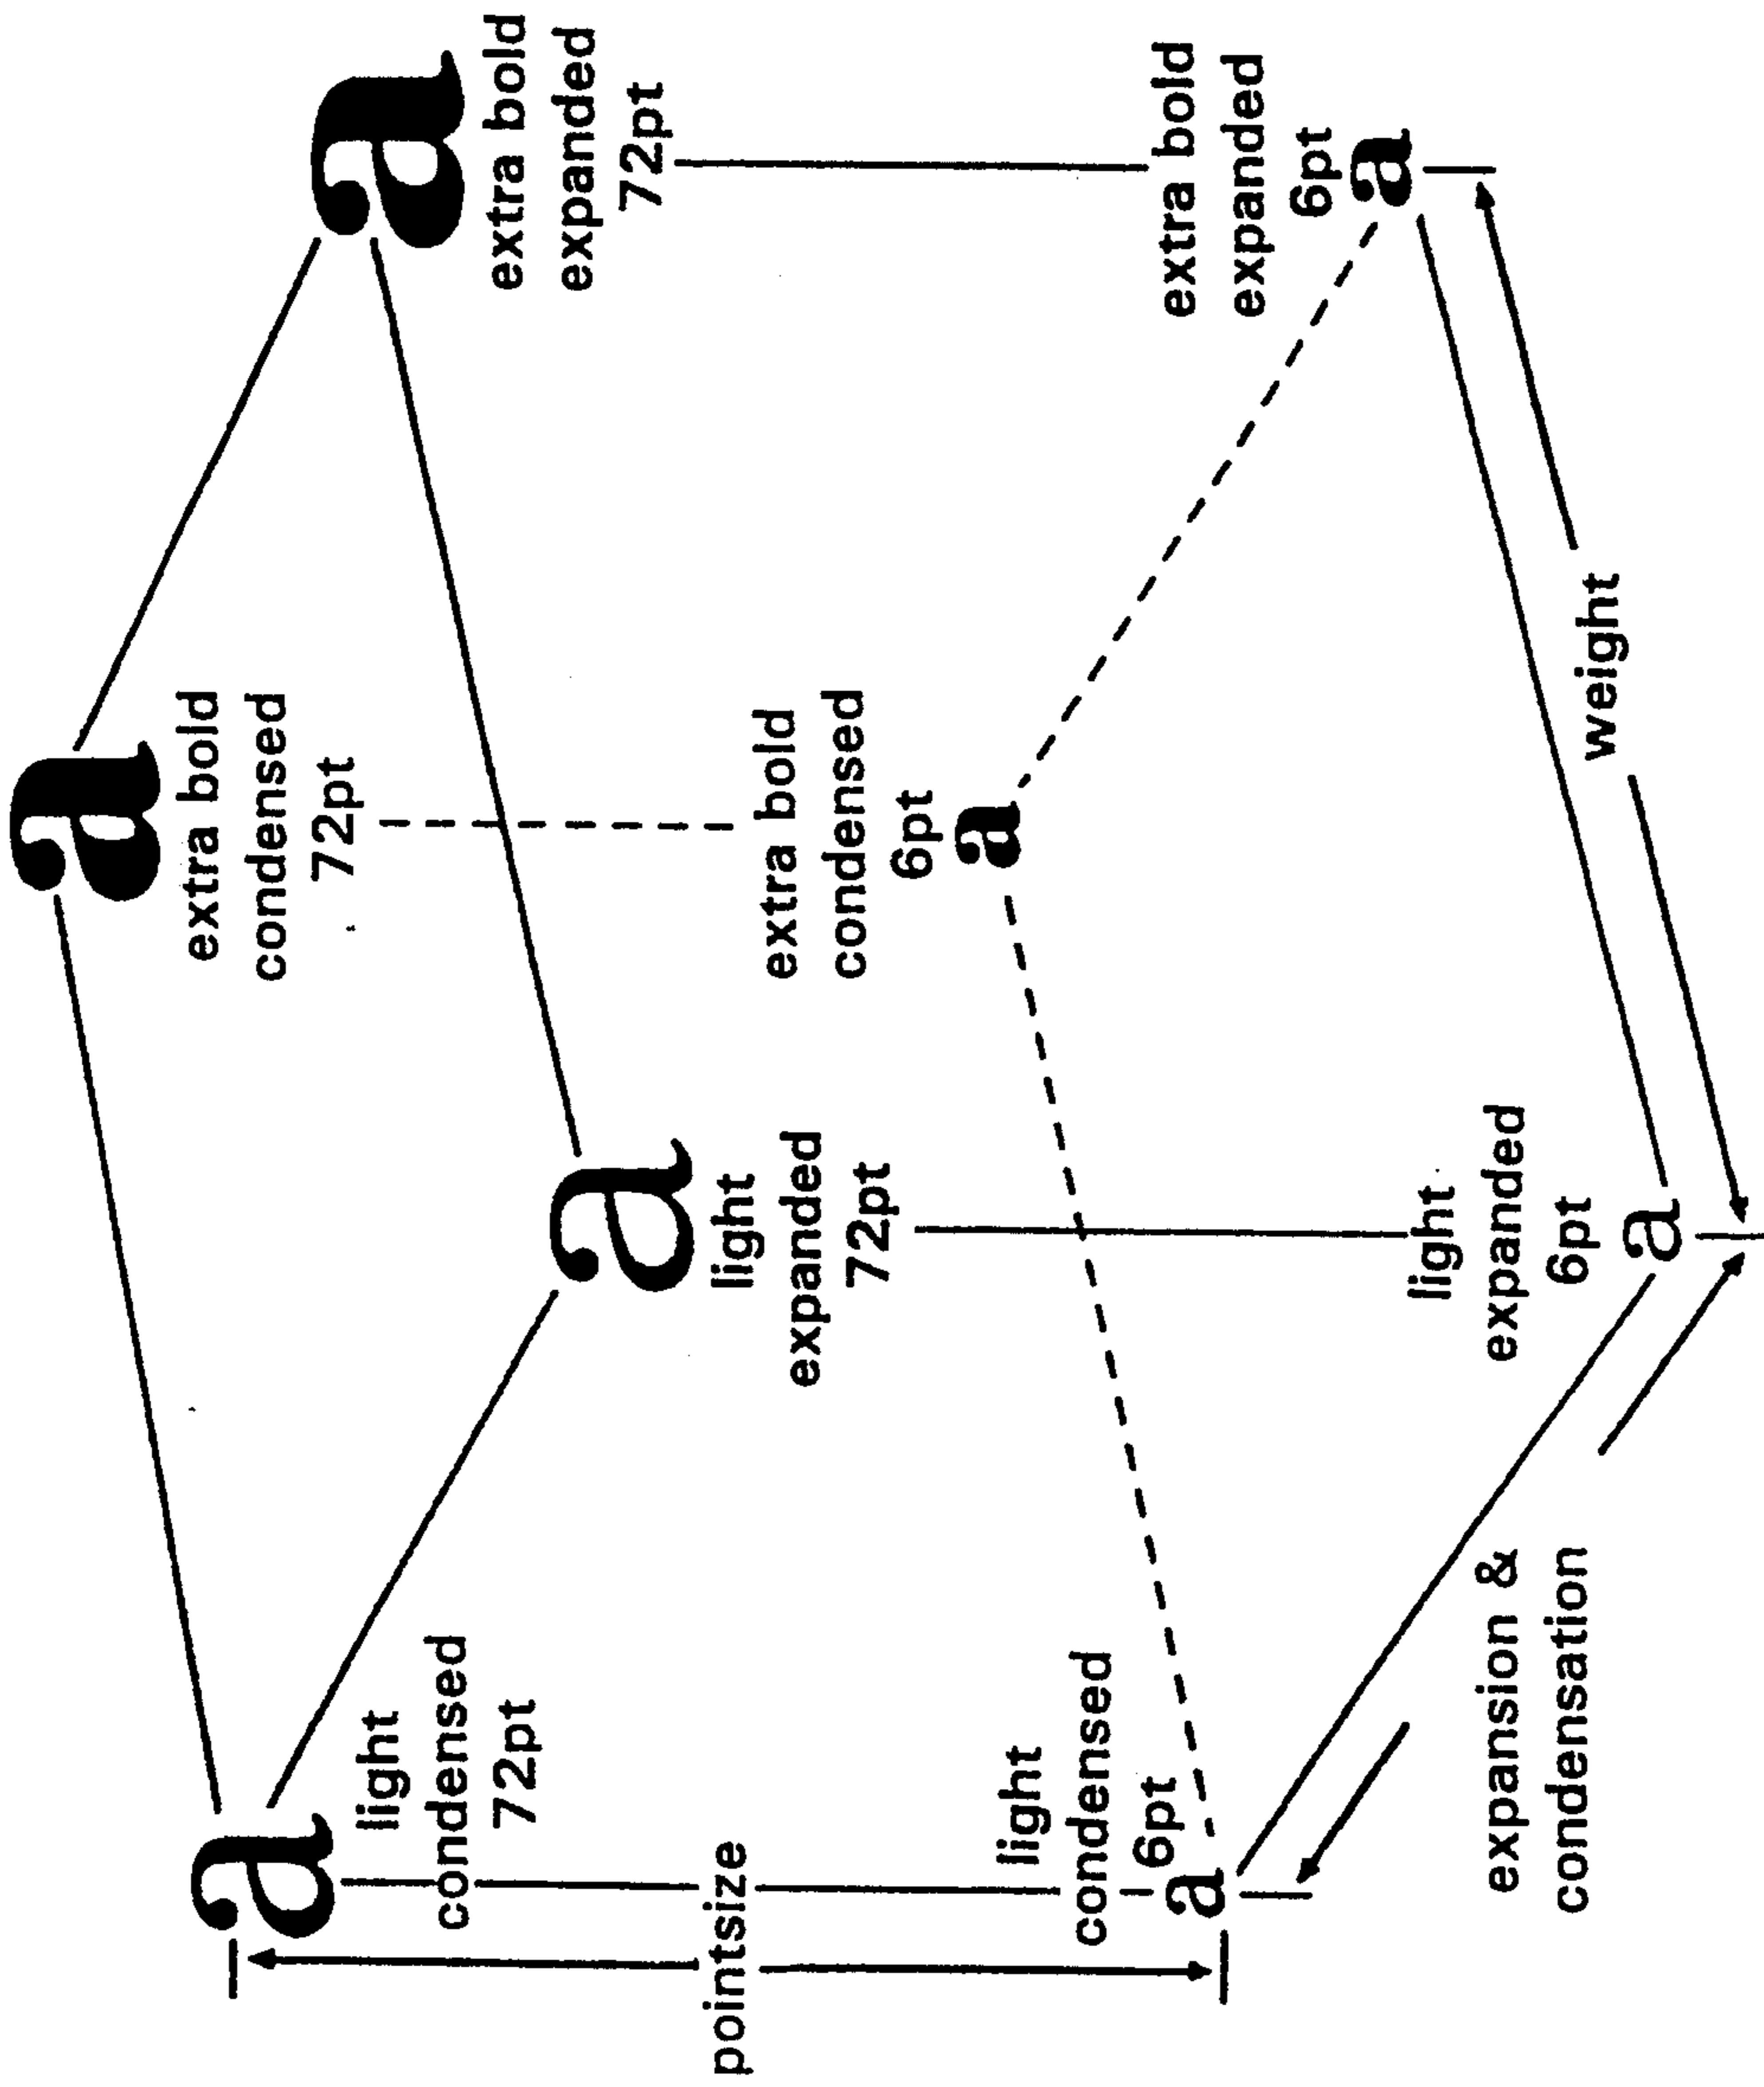 a
extra bold
condensed
72pt
a
light
condensed
72pt
a
extra bold
expanded
72pt
a
light
expanded
72pt
pointsize
extra bold
condensed
6pt
a
light
condensed
6pt
a
extra bold
expanded
6pt
a
light
expanded
6pt
a
expansion &
condensation
weight